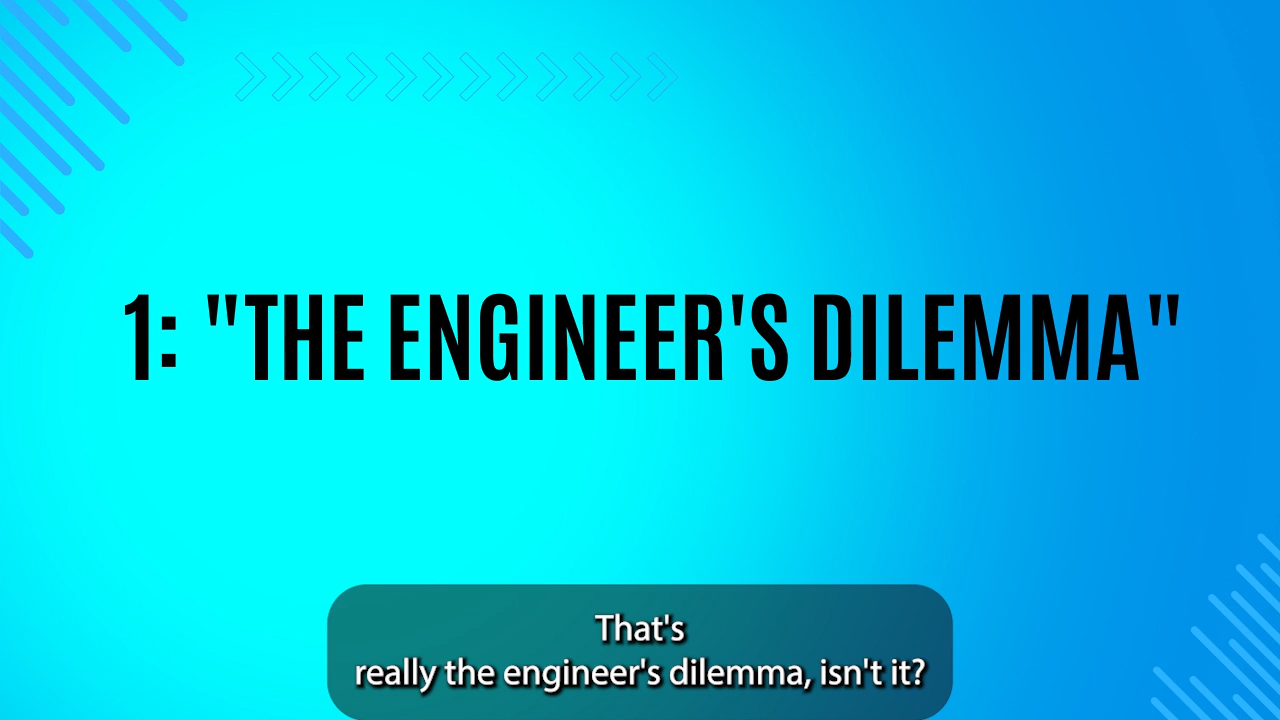 1: "THE ENGINEER'S DILEMMA"
That's
really the engineer's dilemma, isn't it?